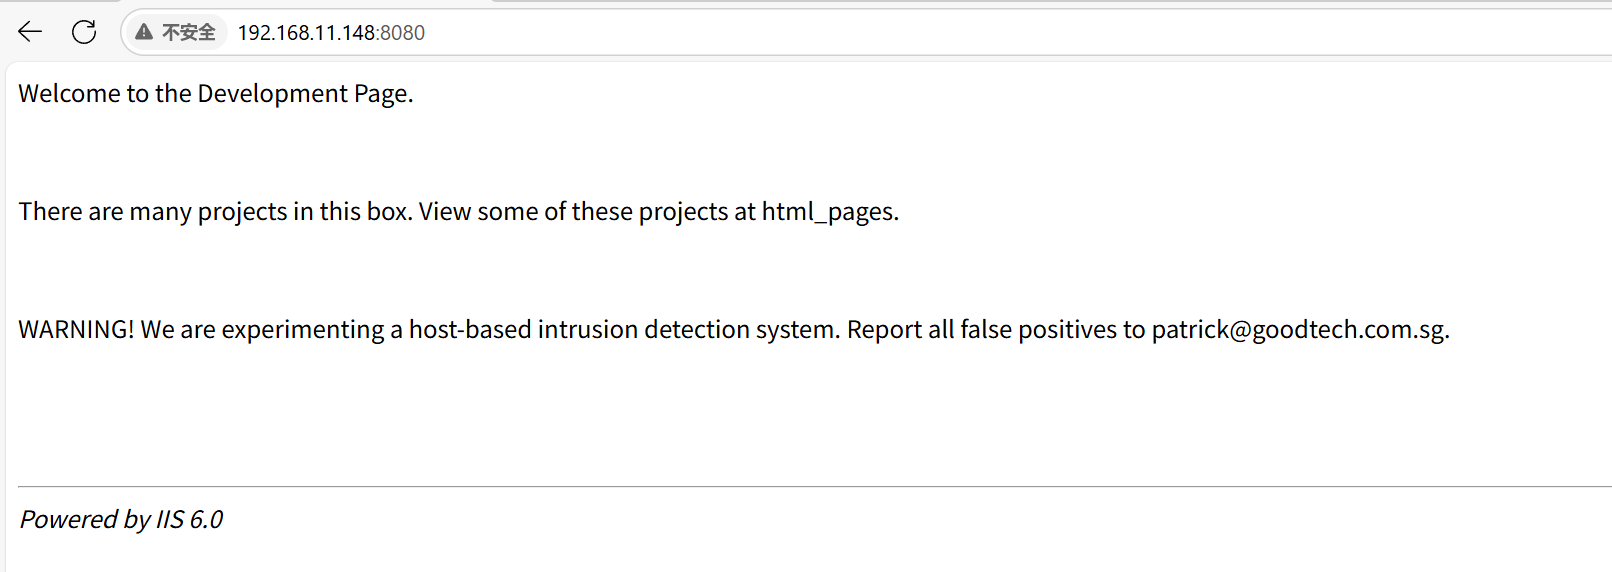 不安全 192.168.11.148:8080
Welcome to the Development Page.
There are many projects in this box. View some of these projects at html_pages.
WARNING! We are experimenting a host-based intrusion detection system. Report all false positives to patrick@goodtech.com.sg.
Powered by IIS 6.0